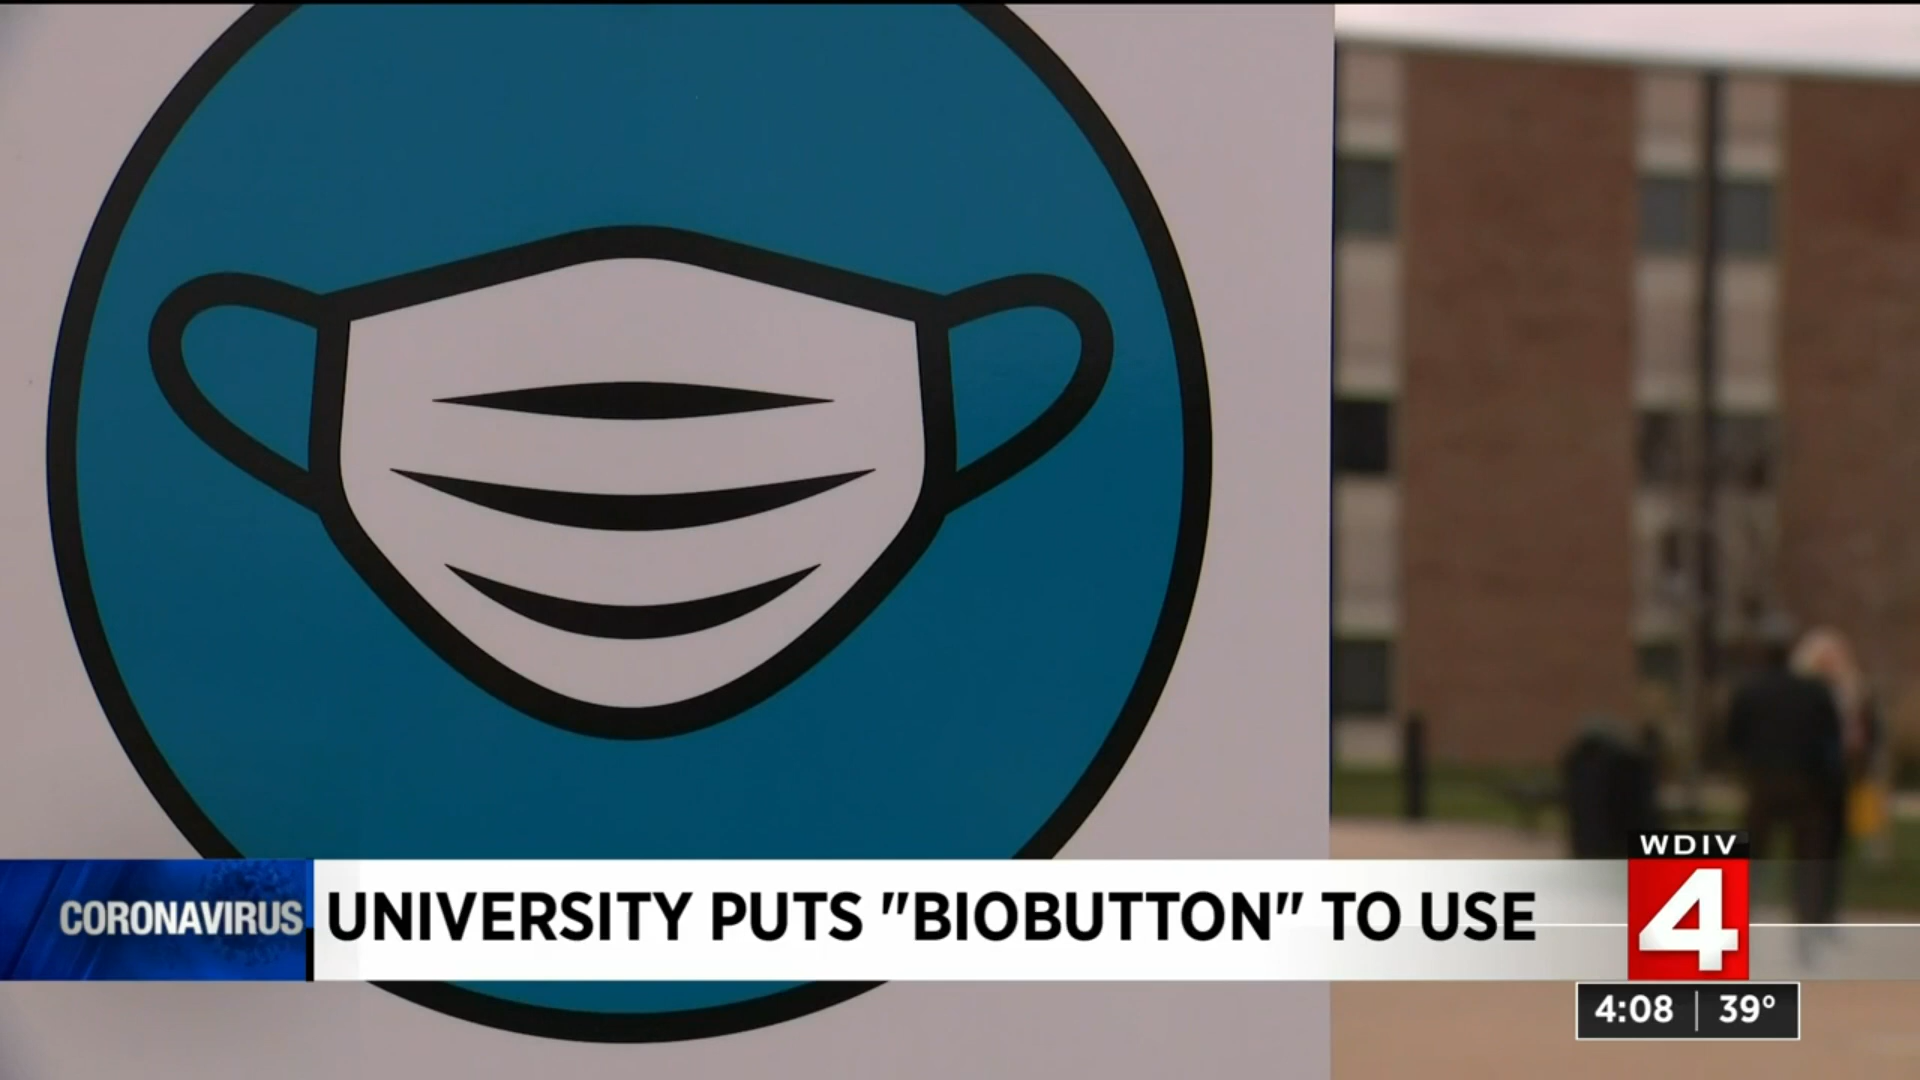 CORONAVIRUS
UNIVERSITY PUTS "BIOBUTTON" TO USE
WDIV
4
4:08 | 39°